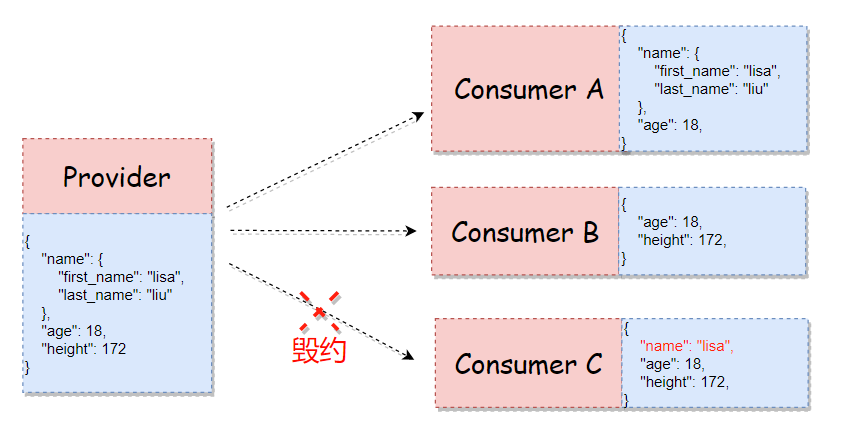 Provider
{
"name": {
"first_name": "lisa",
"last_name": "liu"
},
"age": 18,
"height": 172
}
毁约
Consumer A
{
"name": {
"first_name": "lisa",
"last_name": "liu"
},
"age": 18,
}
Consumer B
{
"age": 18,
"height": 172,
}
Consumer C
{
"name": "lisa",
"age": 18,
"height": 172,
}